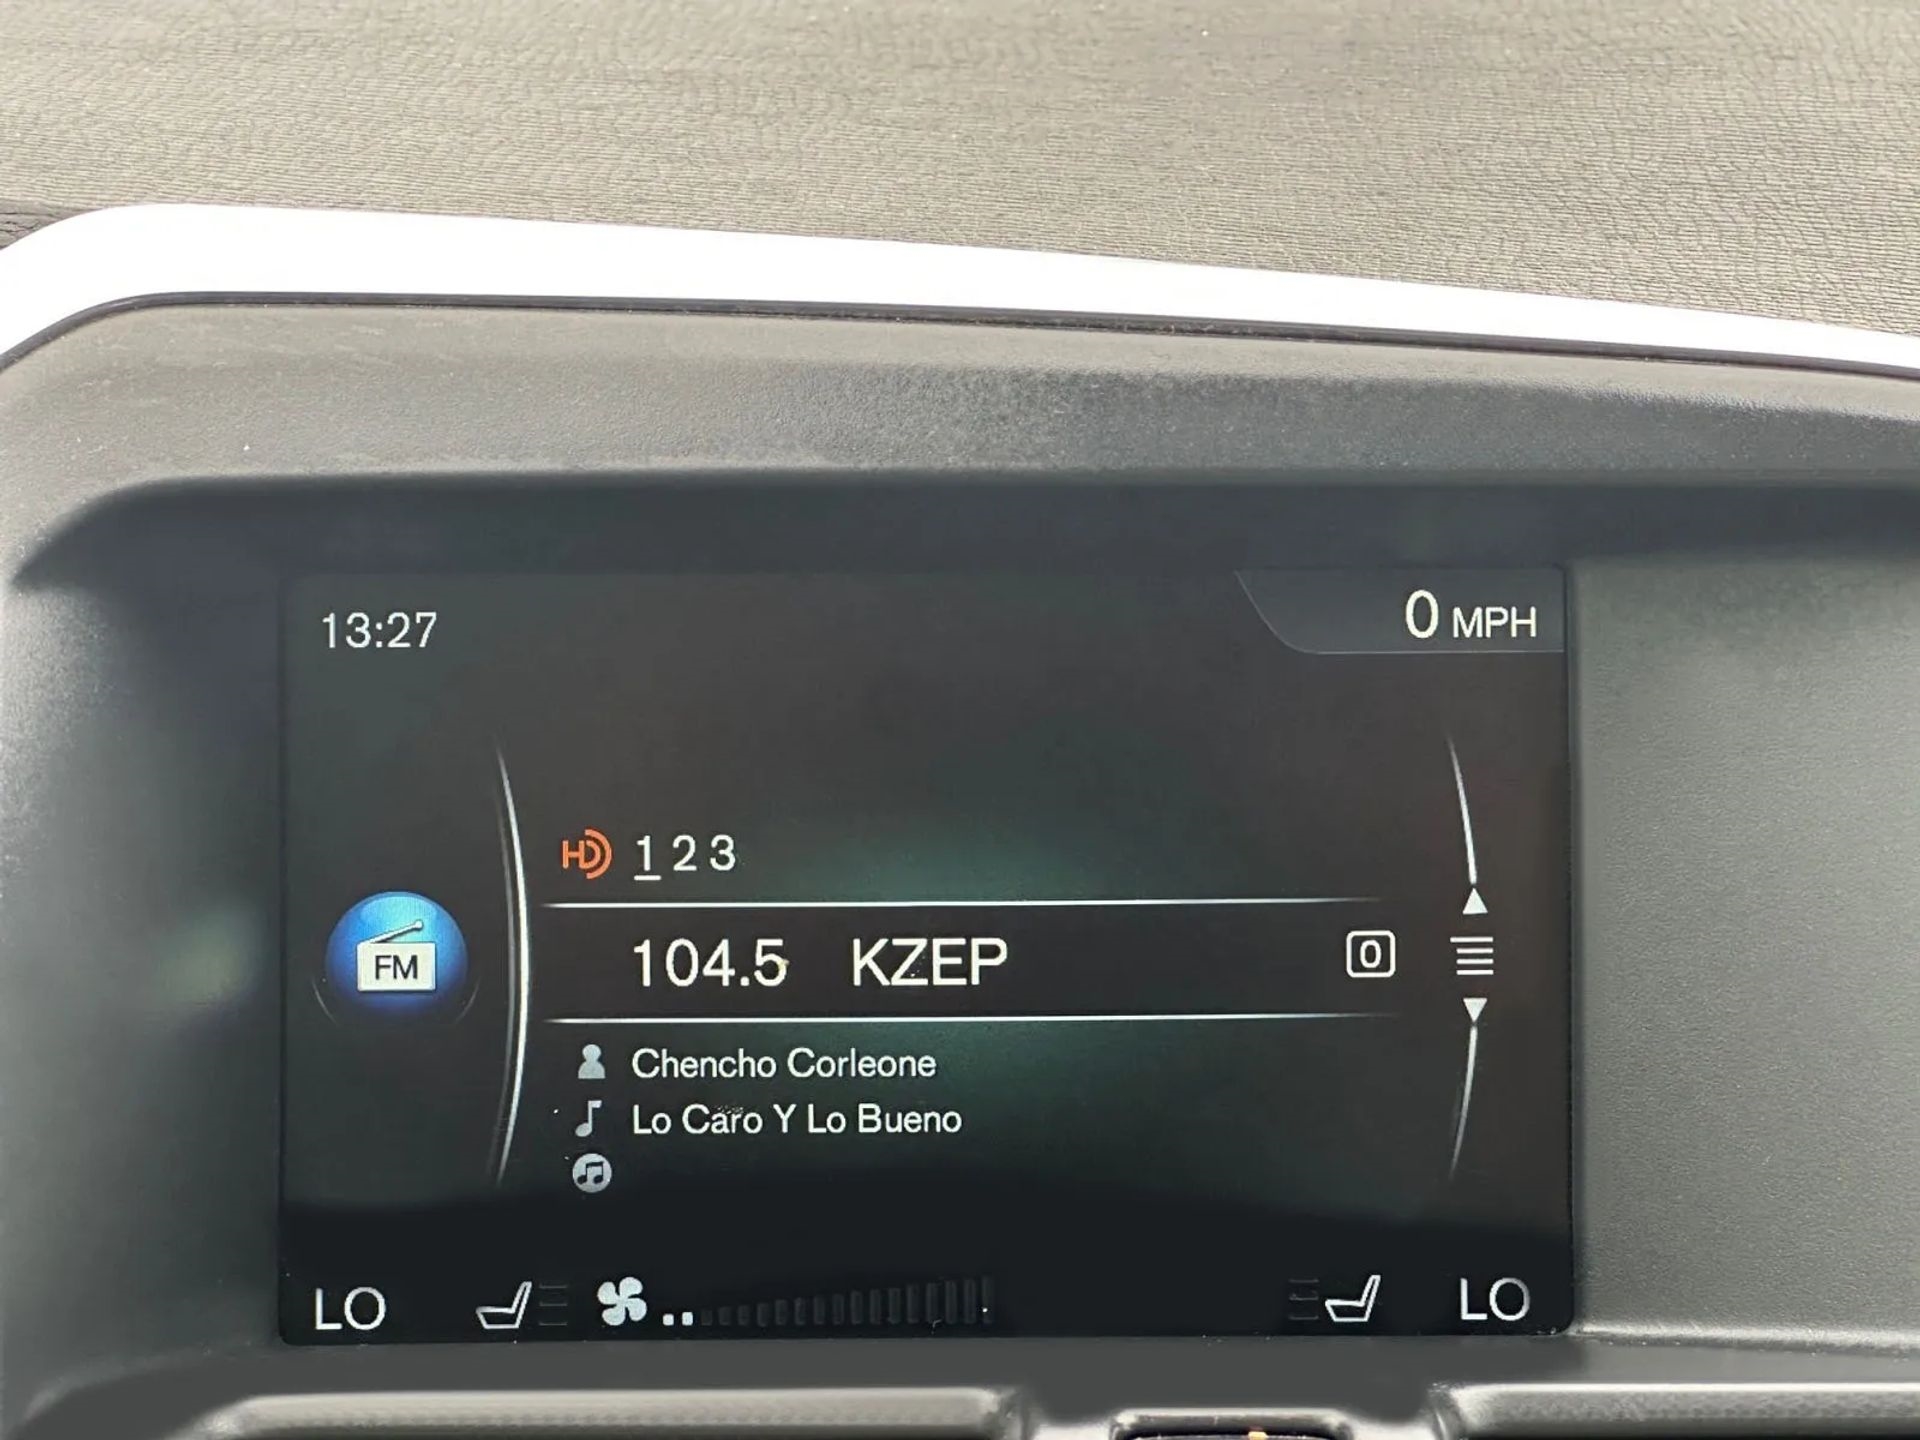 13:27
0 MPH
HD 1 2 3
104.5 KZEP 0
FM
Chencho Corleone
Lo Caro Y Lo Bueno
LO LO